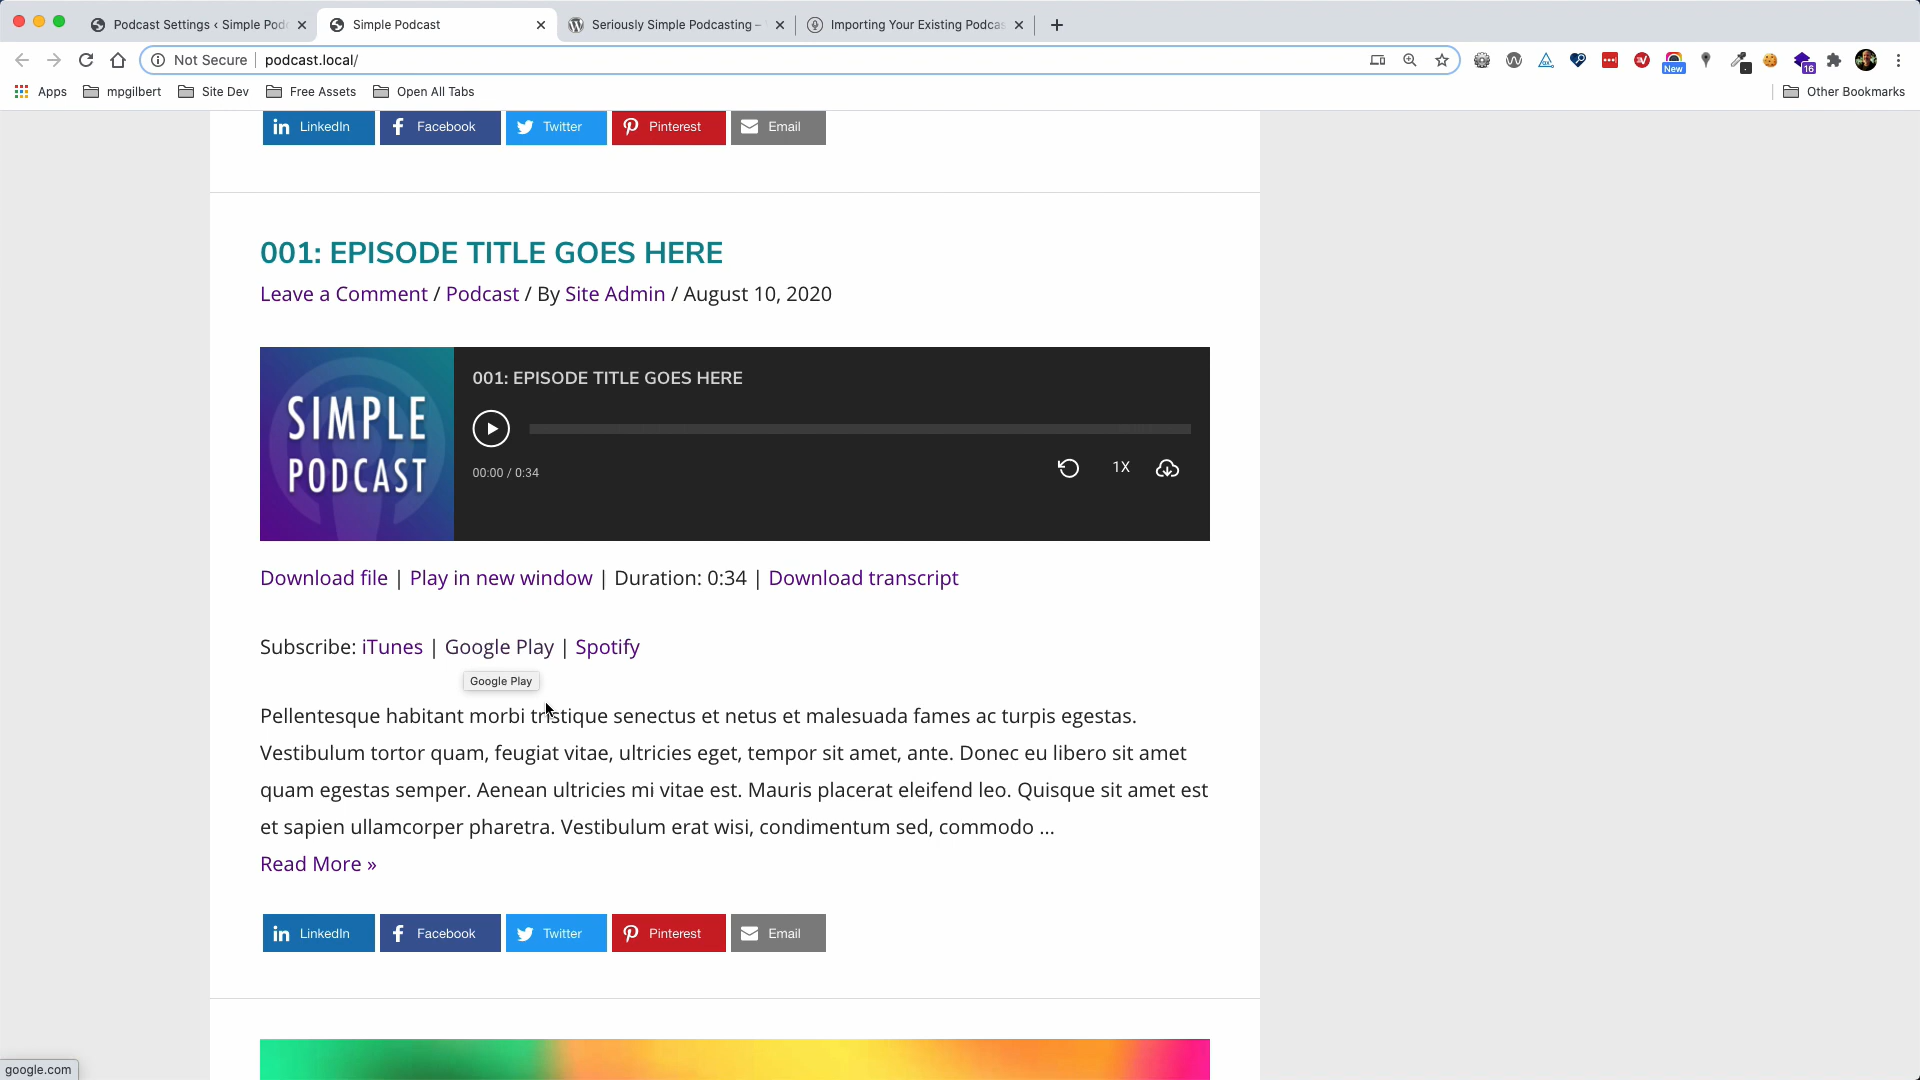 Podcast Settings ‹ Simple Pod
Simple Podcast
Seriously Simple Podcasting –
Importing Your Existing Podcas
Not Secure
podcast.local/
New
16
Apps
mpgilbert
Site Dev
Free Assets
Open All Tabs
Other Bookmarks
LinkedIn
Facebook
Twitter
Pinterest
Email
001: EPISODE TITLE GOES HERE
Leave a Comment / Podcast / By Site Admin / August 10, 2020
SIMPLE
PODCAST
001: EPISODE TITLE GOES HERE
00:00 / 0:34
1X
Download file | Play in new window | Duration: 0:34 | Download transcript
Subscribe: iTunes | Google Play | Spotify
Google Play
Pellentesque habitant morbi tristique senectus et netus et malesuada fames ac turpis egestas.
Vestibulum tortor quam, feugiat vitae, ultricies eget, tempor sit amet, ante. Donec eu libero sit amet
quam egestas semper. Aenean ultricies mi vitae est. Mauris placerat eleifend leo. Quisque sit amet est
et sapien ullamcorper pharetra. Vestibulum erat wisi, condimentum sed, commodo …
Read More »
LinkedIn
Facebook
Twitter
Pinterest
Email
google.com